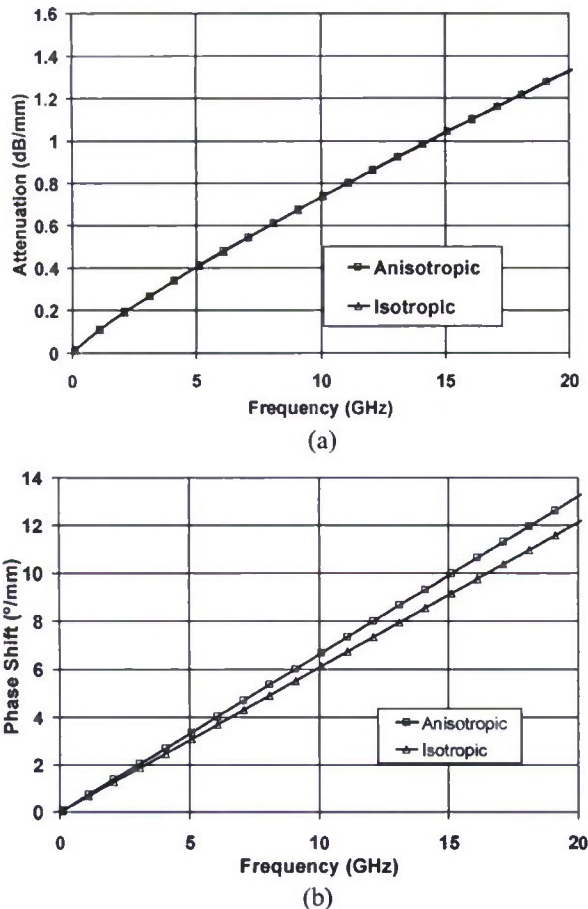 1.6
1.4
1.2
1
0.8
0.6
0.4
0.2
0
Attenuation (dB/mm)
Anisotropic
Isotropic
0 5 10 15 20
Frequency (GHz)
(a)
14
12
10
8
6
4
2
0
Phase Shift (°/mm)
Anisotropic
Isotropic
0 5 10 15 20
Frequency (GHz)
(b)